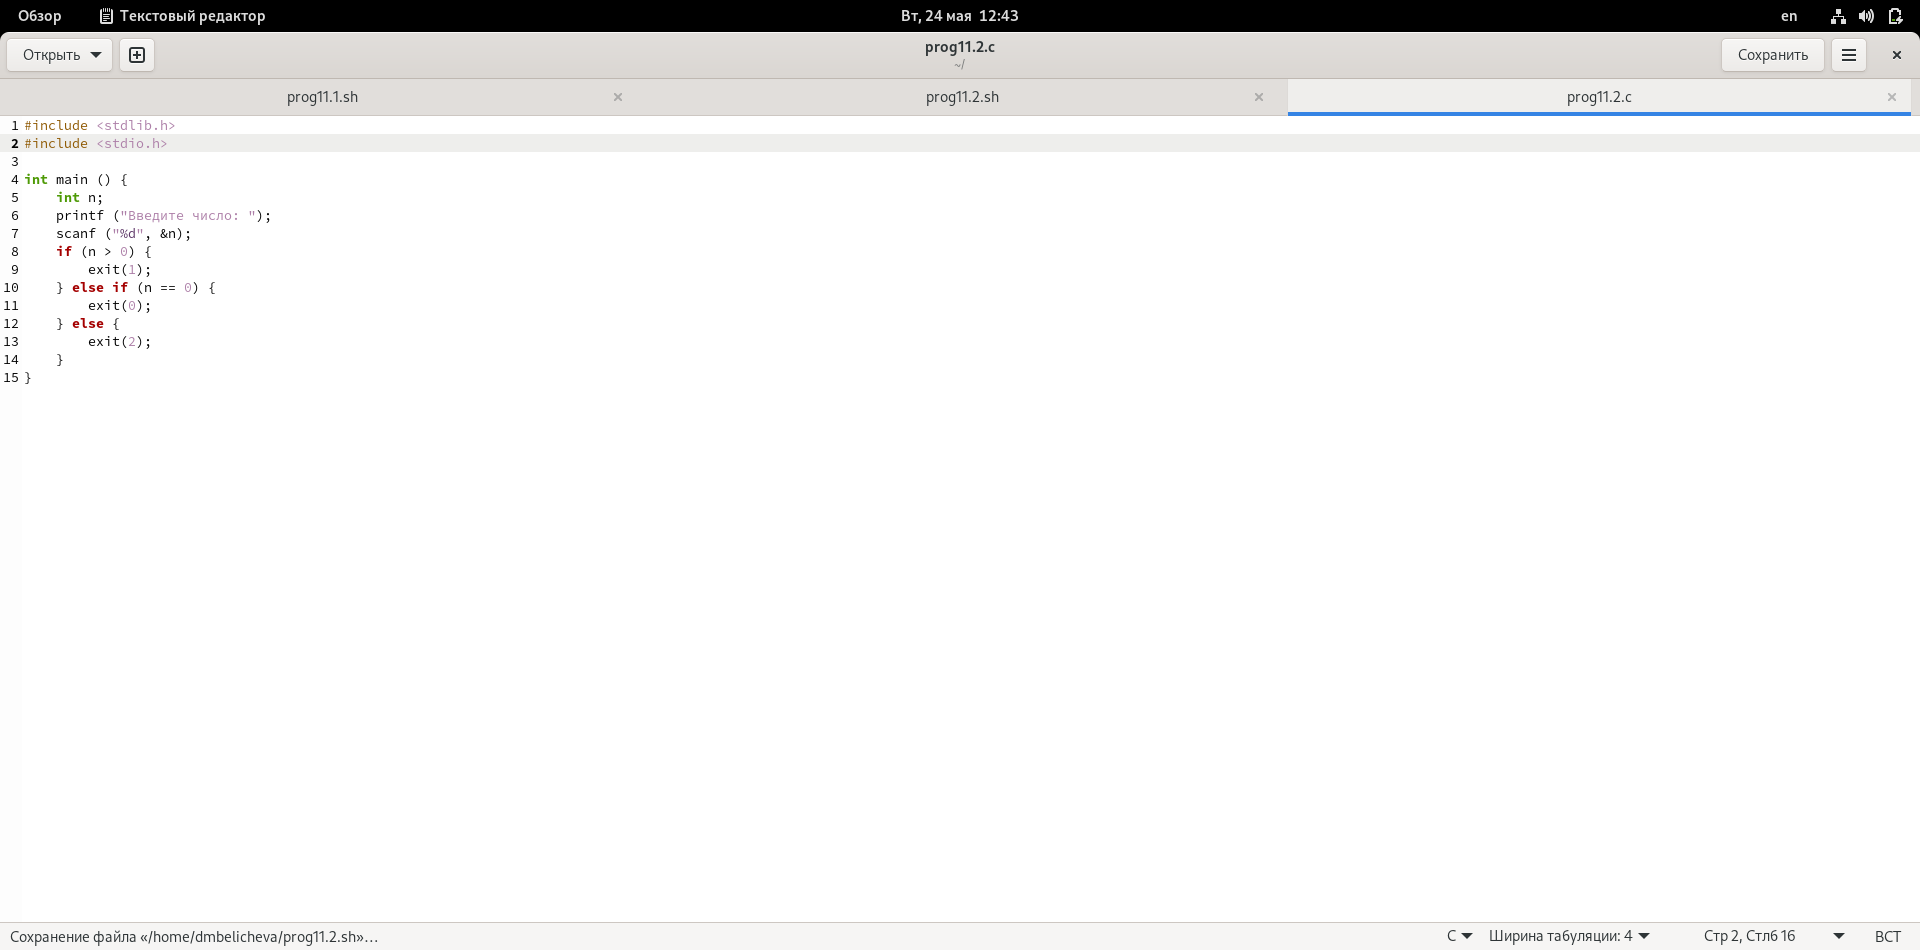 Обзор Текстовый редактор Вт, 24 мая 12:43 en
Открыть prog11.2.c Сохранить
~/
prog11.1.sh prog11.2.sh prog11.2.c
1 #include <stdlib.h>
2 #include <stdio.h>
3
4 int main () {
5     int n;
6     printf ("Введите число: ");
7     scanf ("%d", &n);
8     if (n > 0) {
9         exit(1);
10     } else if (n == 0) {
11         exit(0);
12     } else {
13         exit(2);
14     }
15 }
Сохранение файла «/home/dmbelicheva/prog11.2.sh»… C Ширина табуляции: 4 Стр 2, Стлб 16 ВСТ